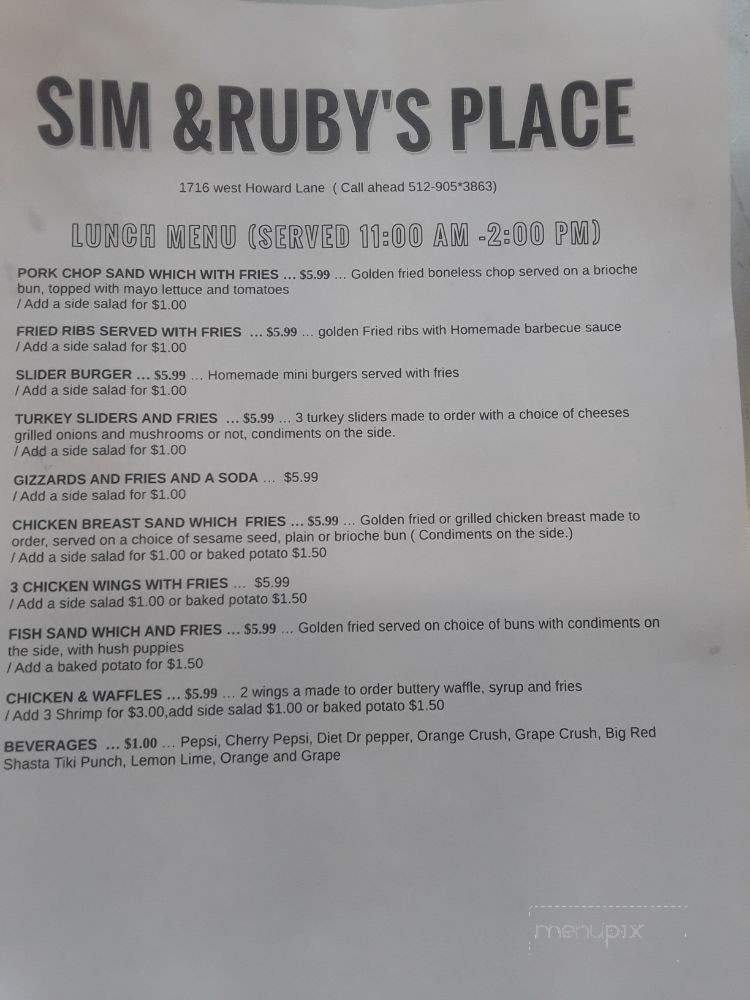 SIM &RUBY'S PLACE
1716 west Howard Lane ( Call ahead 512-905*3863)
LUNCH MENU (SERVED 11:00 AM -2:00 PM)
PORK CHOP SAND WHICH WITH FRIES ... $5.99 ... Golden fried boneless chop served on a brioche
bun, topped with mayo lettuce and tomatoes
/ Add a side salad for $1.00
FRIED RIBS SERVED WITH FRIES ... $5.99 ... golden Fried ribs with Homemade barbecue sauce
/ Add a side salad for $1.00
SLIDER BURGER ... $5.99 ... Homemade mini burgers served with fries
/ Add a side salad for $1.00
TURKEY SLIDERS AND FRIES ... $5.99 ... 3 turkey sliders made to order with a choice of cheeses
grilled onions and mushrooms or not, condiments on the side.
/ Add a side salad for $1.00
GIZZARDS AND FRIES AND A SODA ... $5.99
/ Add a side salad for $1.00
CHICKEN BREAST SAND WHICH FRIES ... $5.99 ... Golden fried or grilled chicken breast made to
order, served on a choice of sesame seed, plain or brioche bun ( Condiments on the side.)
/ Add a side salad for $1.00 or baked potato $1.50
3 CHICKEN WINGS WITH FRIES ... $5.99
/ Add a side salad $1.00 or baked potato $1.50
FISH SAND WHICH AND FRIES ... $5.99 ... Golden fried served on choice of buns with condiments on
the side, with hush puppies
/ Add a baked potato for $1.50
CHICKEN & WAFFLES ... $5.99 ... 2 wings a made to order buttery waffle, syrup and fries
/ Add 3 Shrimp for $3.00,add side salad $1.00 or baked potato $1.50
BEVERAGES ... $1.00 ... Pepsi, Cherry Pepsi, Diet Dr pepper, Orange Crush, Grape Crush, Big Red
Shasta Tiki Punch, Lemon Lime, Orange and Grape
menupix